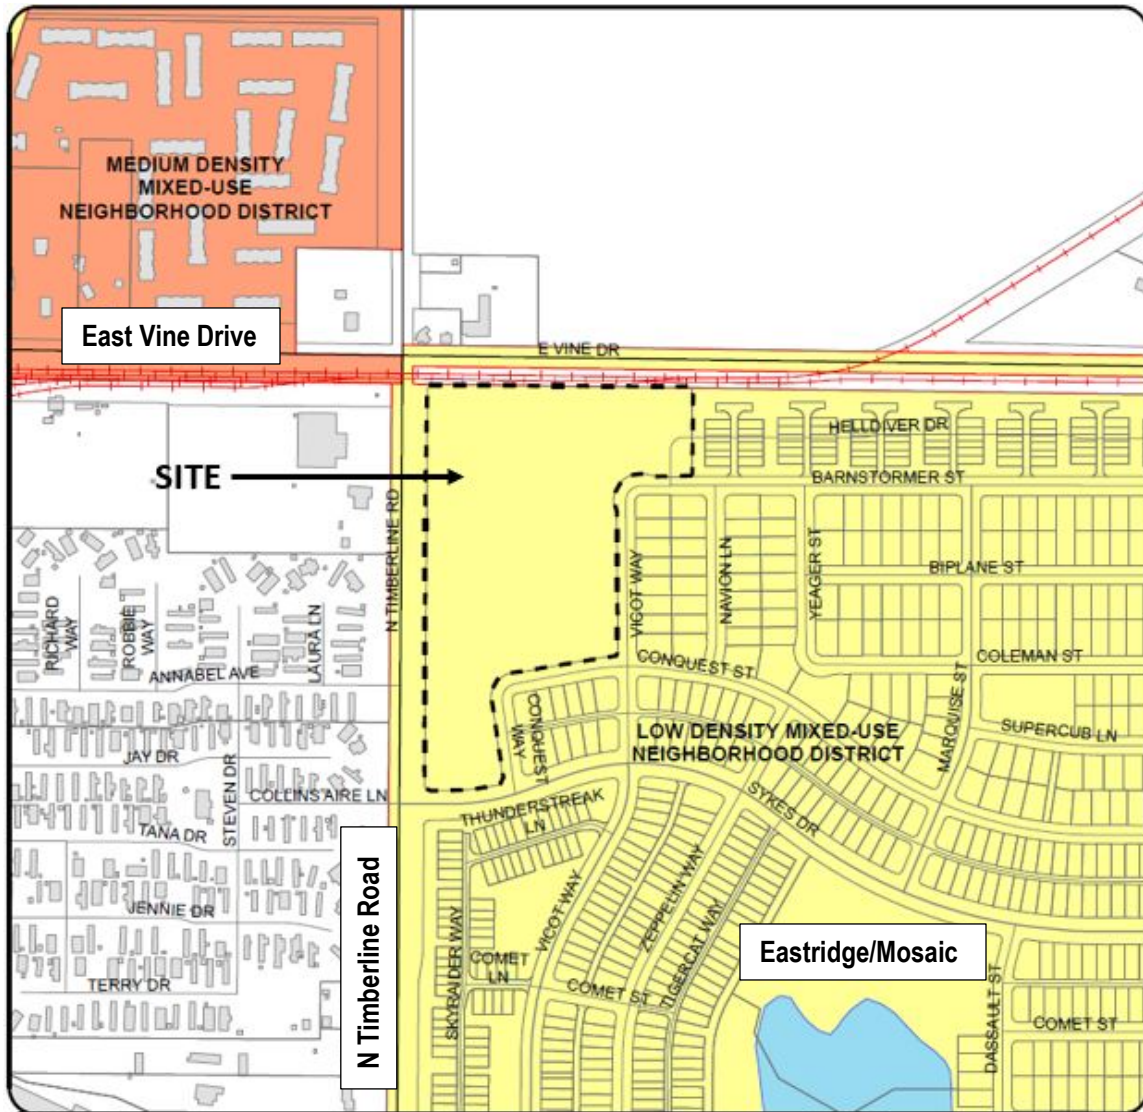 MEDIUM DENSITY
MIXED-USE
NEIGHBORHOOD DISTRICT
East Vine Drive
E VINE DR
HELLDIVER DR
SITE
BARNSTORMER ST
N TIMBERLINE RD
VICOT WAY
NAVION LN
YEAGER ST
BIPLANE ST
RICHARD
WAY
ROBBIE
WAY
LAURA LN
ANNABEL AVE
CONQUEST ST
COLEMAN ST
MARQUISE ST
CONQUEST
WAY
LOW DENSITY MIXED-USE
NEIGHBORHOOD DISTRICT
SUPERCUB LN
JAY DR
STEVEN DR
COLLINS AIRE LN
THUNDERSTREAK
LN
SYKES DR
TANA DR
N Timberline Road
JENNIE DR
VICOT WAY
ZEPPELIN WAY
TIGERCAT WAY
Eastridge/Mosaic
SKYRAIDER WAY
COMET
LN
TERRY DR
COMET ST
DASSAULT ST
COMET ST